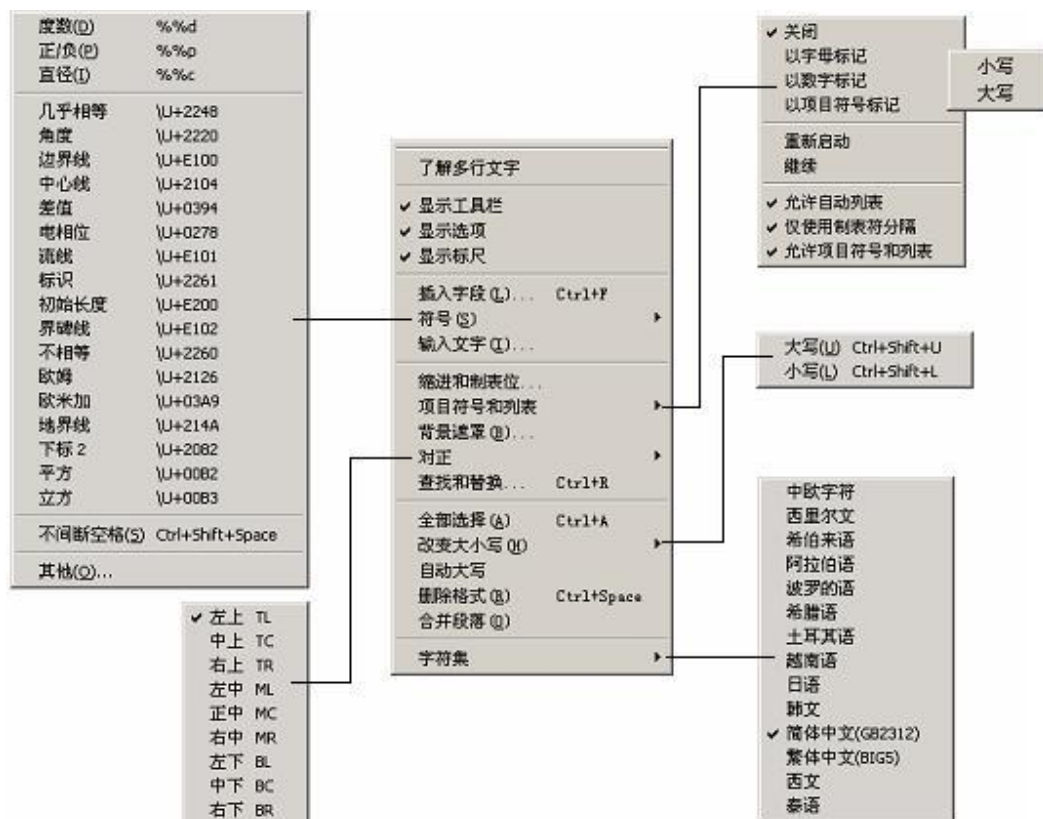 度数(D) %%d
正/负(P) %%p
直径(I) %%c
几乎相等 \U+2248
角度 \U+2220
边界线 \U+E100
中心线 \U+2104
差值 \U+0394
电相位 \U+0278
流线 \U+E101
标识 \U+2261
初始长度 \U+E200
界碑线 \U+E102
不相等 \U+2260
欧姆 \U+2126
欧米加 \U+03A9
地界线 \U+214A
下标 2 \U+2082
平方 \U+00B2
立方 \U+00B3
不间断空格(S) Ctrl+Shift+Space
其他(O)...
左上 TL
中上 TC
右上 TR
左中 ML
正中 MC
右中 MR
左下 BL
中下 BC
右下 BR
了解多行文字
显示工具栏
显示选项
显示标尺
插入字段(L)... Ctrl+F
符号(S)
输入文字(I)...
缩进和制表位...
项目符号和列表
背景遮罩(B)...
对正
查找和替换... Ctrl+R
全部选择(A) Ctrl+A
改变大小写(H)
自动大写
删除格式(R) Ctrl+Space
合并段落(O)
字符集
关闭
以字母标记
以数字标记
以项目符号标记
重新启动
继续
允许自动列表
仅使用制表符分隔
允许项目符号和列表
小写
大写
大写(U) Ctrl+Shift+U
小写(L) Ctrl+Shift+L
中欧字符
西里尔文
希伯来语
阿拉伯语
波罗的语
希腊语
土耳其语
越南语
日语
韩文
简体中文(GB2312)
繁体中文(BIG5)
西文
泰语